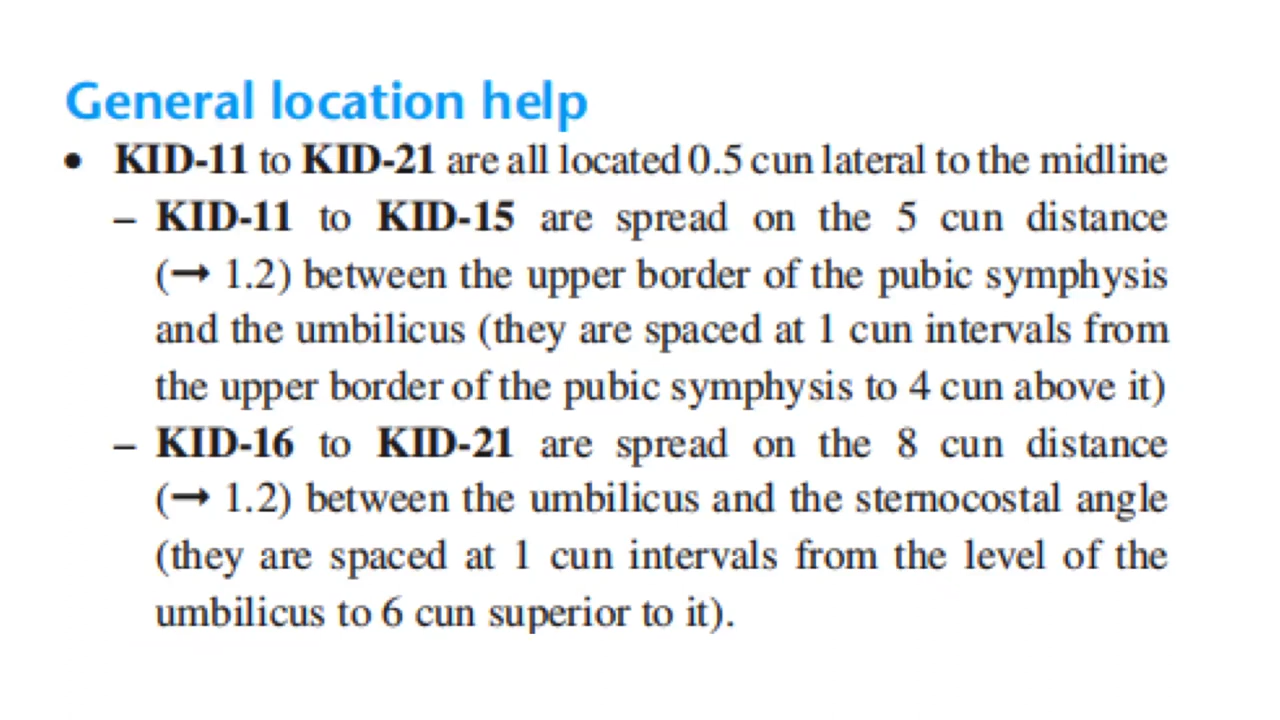 General location help
• KID-11 to KID-21 are all located 0.5 cun lateral to the midline
– KID-11 to KID-15 are spread on the 5 cun distance
(→ 1.2) between the upper border of the pubic symphysis
and the umbilicus (they are spaced at 1 cun intervals from
the upper border of the pubic symphysis to 4 cun above it)
– KID-16 to KID-21 are spread on the 8 cun distance
(→ 1.2) between the umbilicus and the sternocostal angle
(they are spaced at 1 cun intervals from the level of the
umbilicus to 6 cun superior to it).